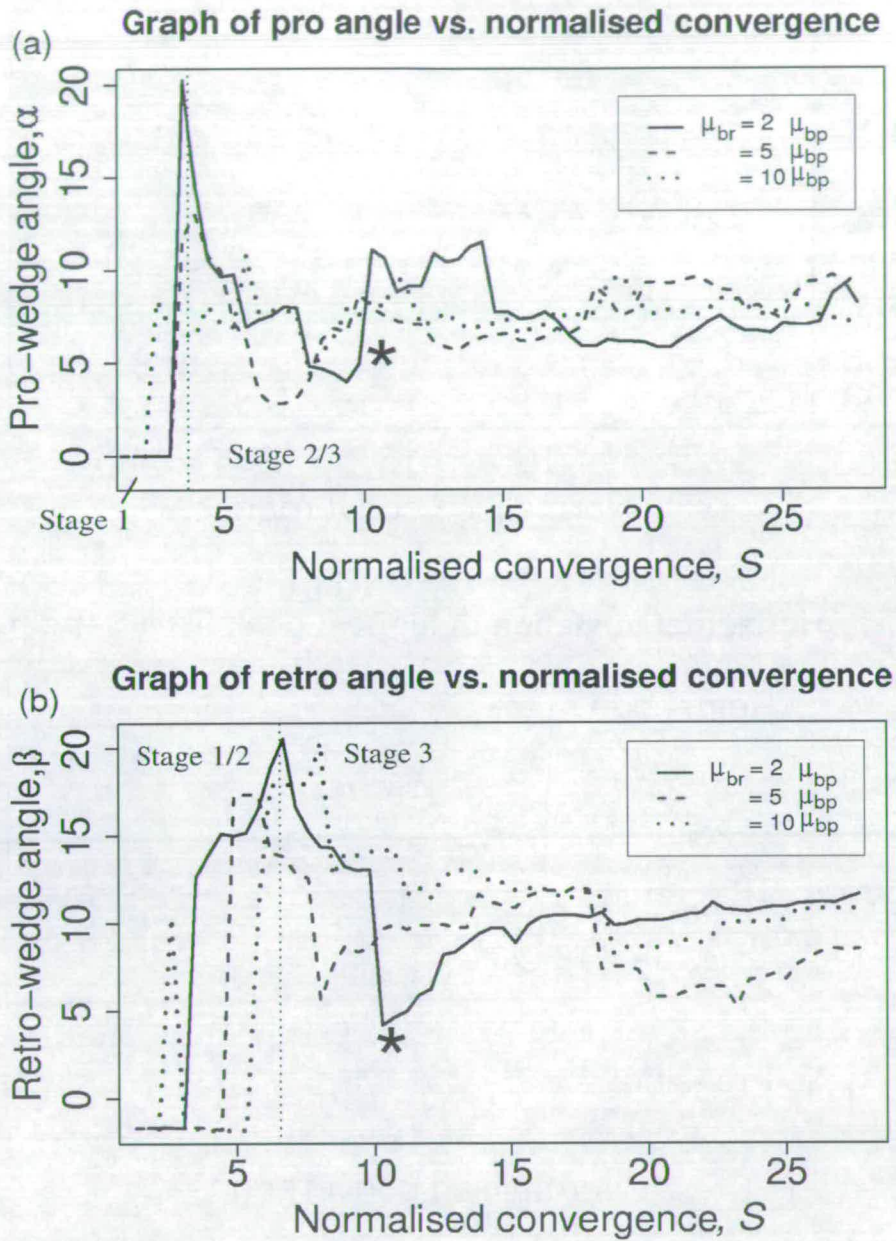 (a)
Graph of pro angle vs. normalised convergence
Pro-wedge angle,α
20
15
10
5
0
μbr = 2 μbp
= 5 μbp
= 10 μbp
*
Stage 2/3
Stage 1
5 10 15 20 25
Normalised convergence, S
(b)
Graph of retro angle vs. normalised convergence
Retro-wedge angle,β
20
15
10
5
0
Stage 1/2
Stage 3
μbr = 2 μbp
= 5 μbp
= 10 μbp
*
5 10 15 20 25
Normalised convergence, S